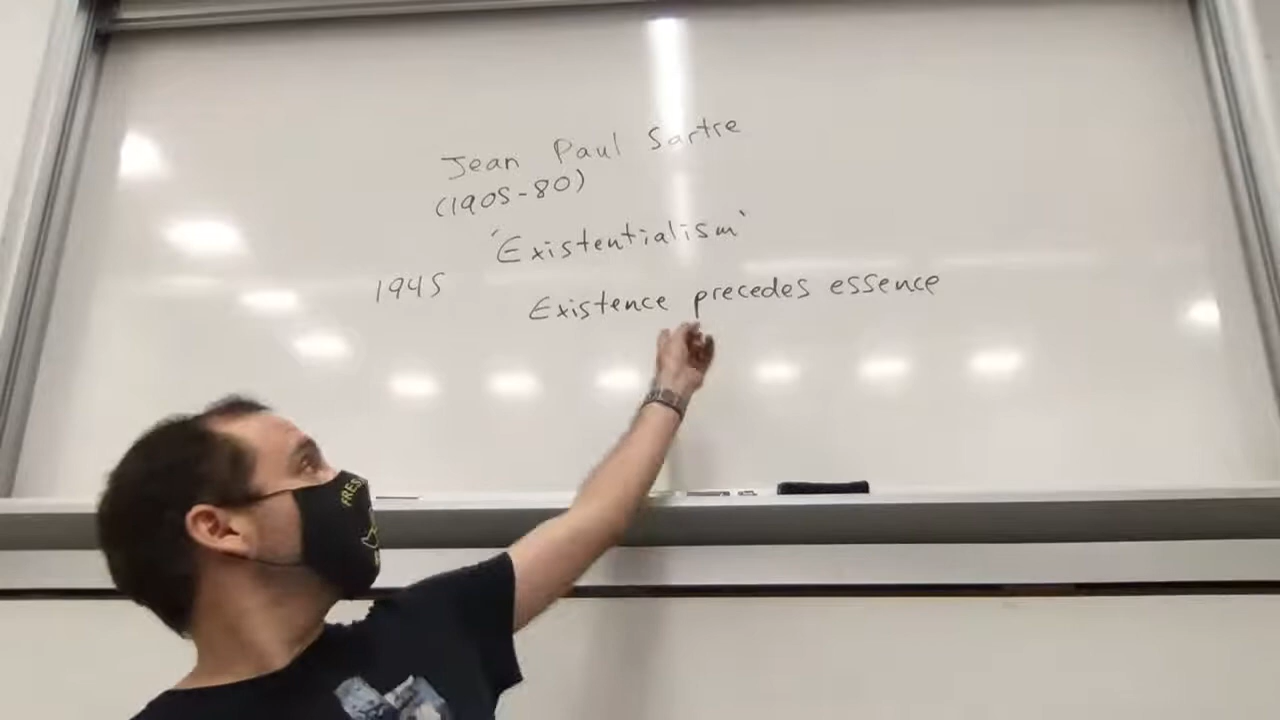 Jean Paul Sartre
(1905-80)
'Existentialism'
1945
Existence precedes essence